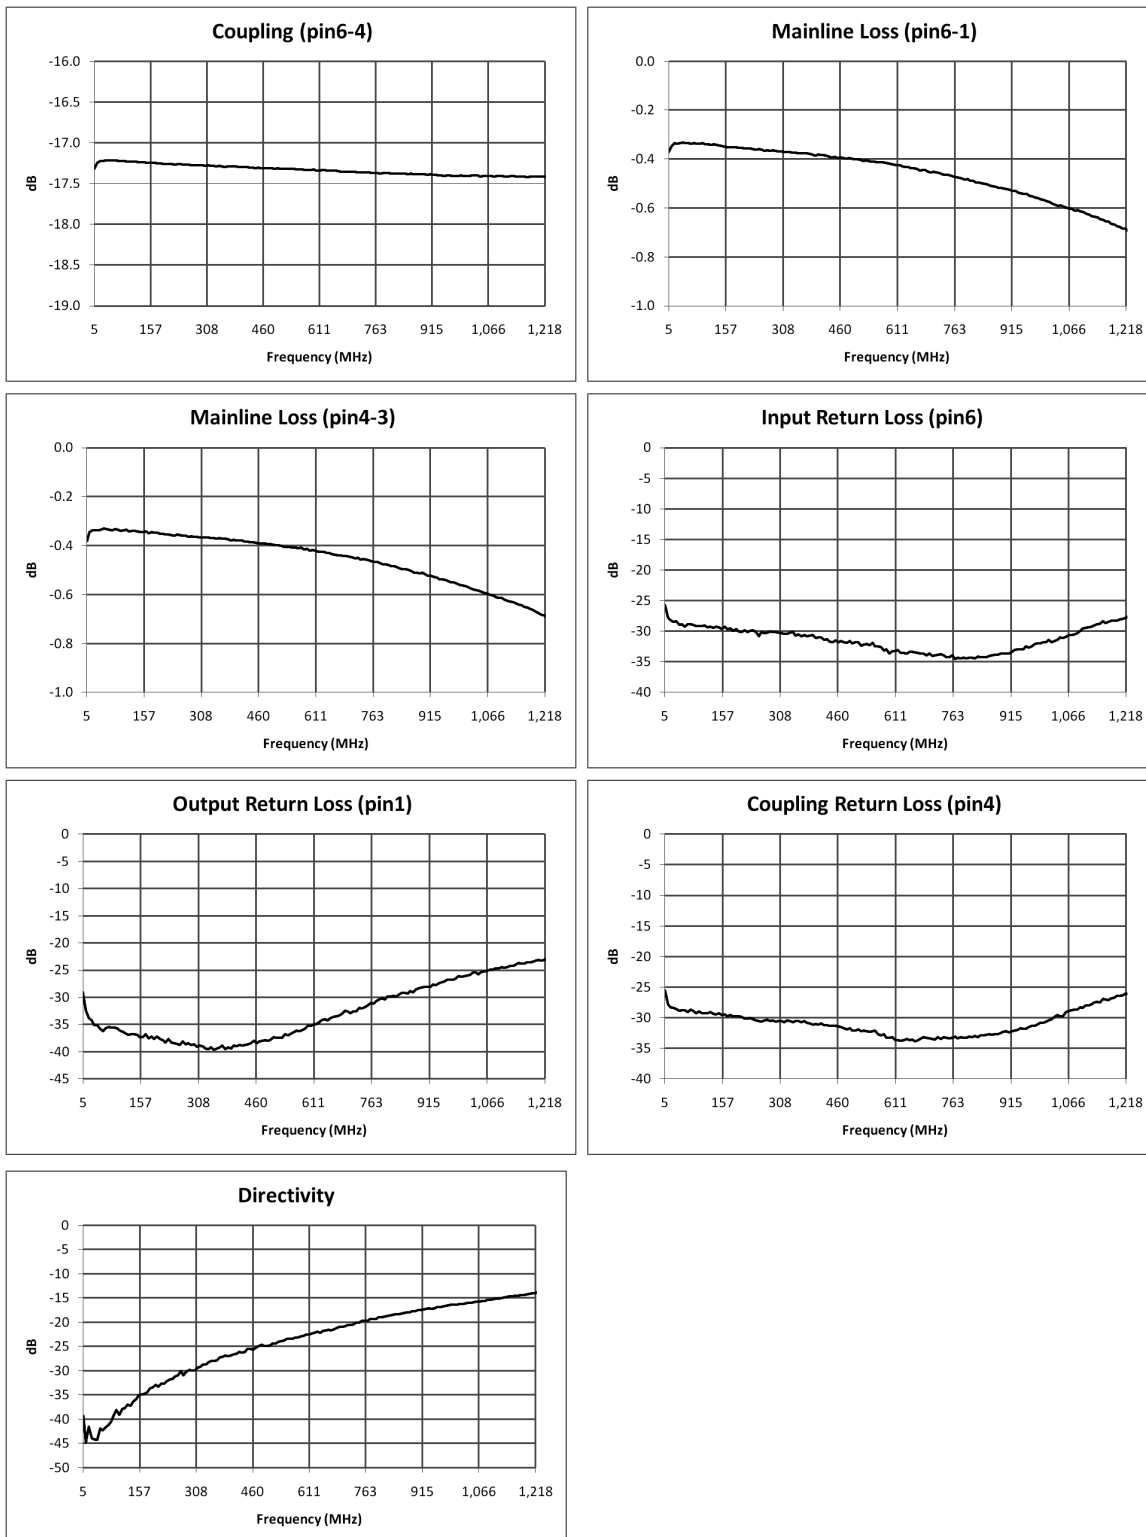 Coupling (pin6-4)
-16.0
-16.5
-17.0
-17.5
-18.0
-18.5
-19.0
dB
5 157 308 460 611 763 915 1,066 1,218
Frequency (MHz)
Mainline Loss (pin6-1)
0.0
-0.2
-0.4
-0.6
-0.8
-1.0
dB
5 157 308 460 611 763 915 1,066 1,218
Frequency (MHz)
Mainline Loss (pin4-3)
0.0
-0.2
-0.4
-0.6
-0.8
-1.0
dB
5 157 308 460 611 763 915 1,066 1,218
Frequency (MHz)
Input Return Loss (pin6)
0
-5
-10
-15
-20
-25
-30
-35
-40
dB
5 157 308 460 611 763 915 1,066 1,218
Frequency (MHz)
Output Return Loss (pin1)
0
-5
-10
-15
-20
-25
-30
-35
-40
-45
dB
5 157 308 460 611 763 915 1,066 1,218
Frequency (MHz)
Coupling Return Loss (pin4)
0
-5
-10
-15
-20
-25
-30
-35
-40
dB
5 157 308 460 611 763 915 1,066 1,218
Frequency (MHz)
Directivity
0
-5
-10
-15
-20
-25
-30
-35
-40
-45
-50
dB
5 157 308 460 611 763 915 1,066 1,218
Frequency (MHz)